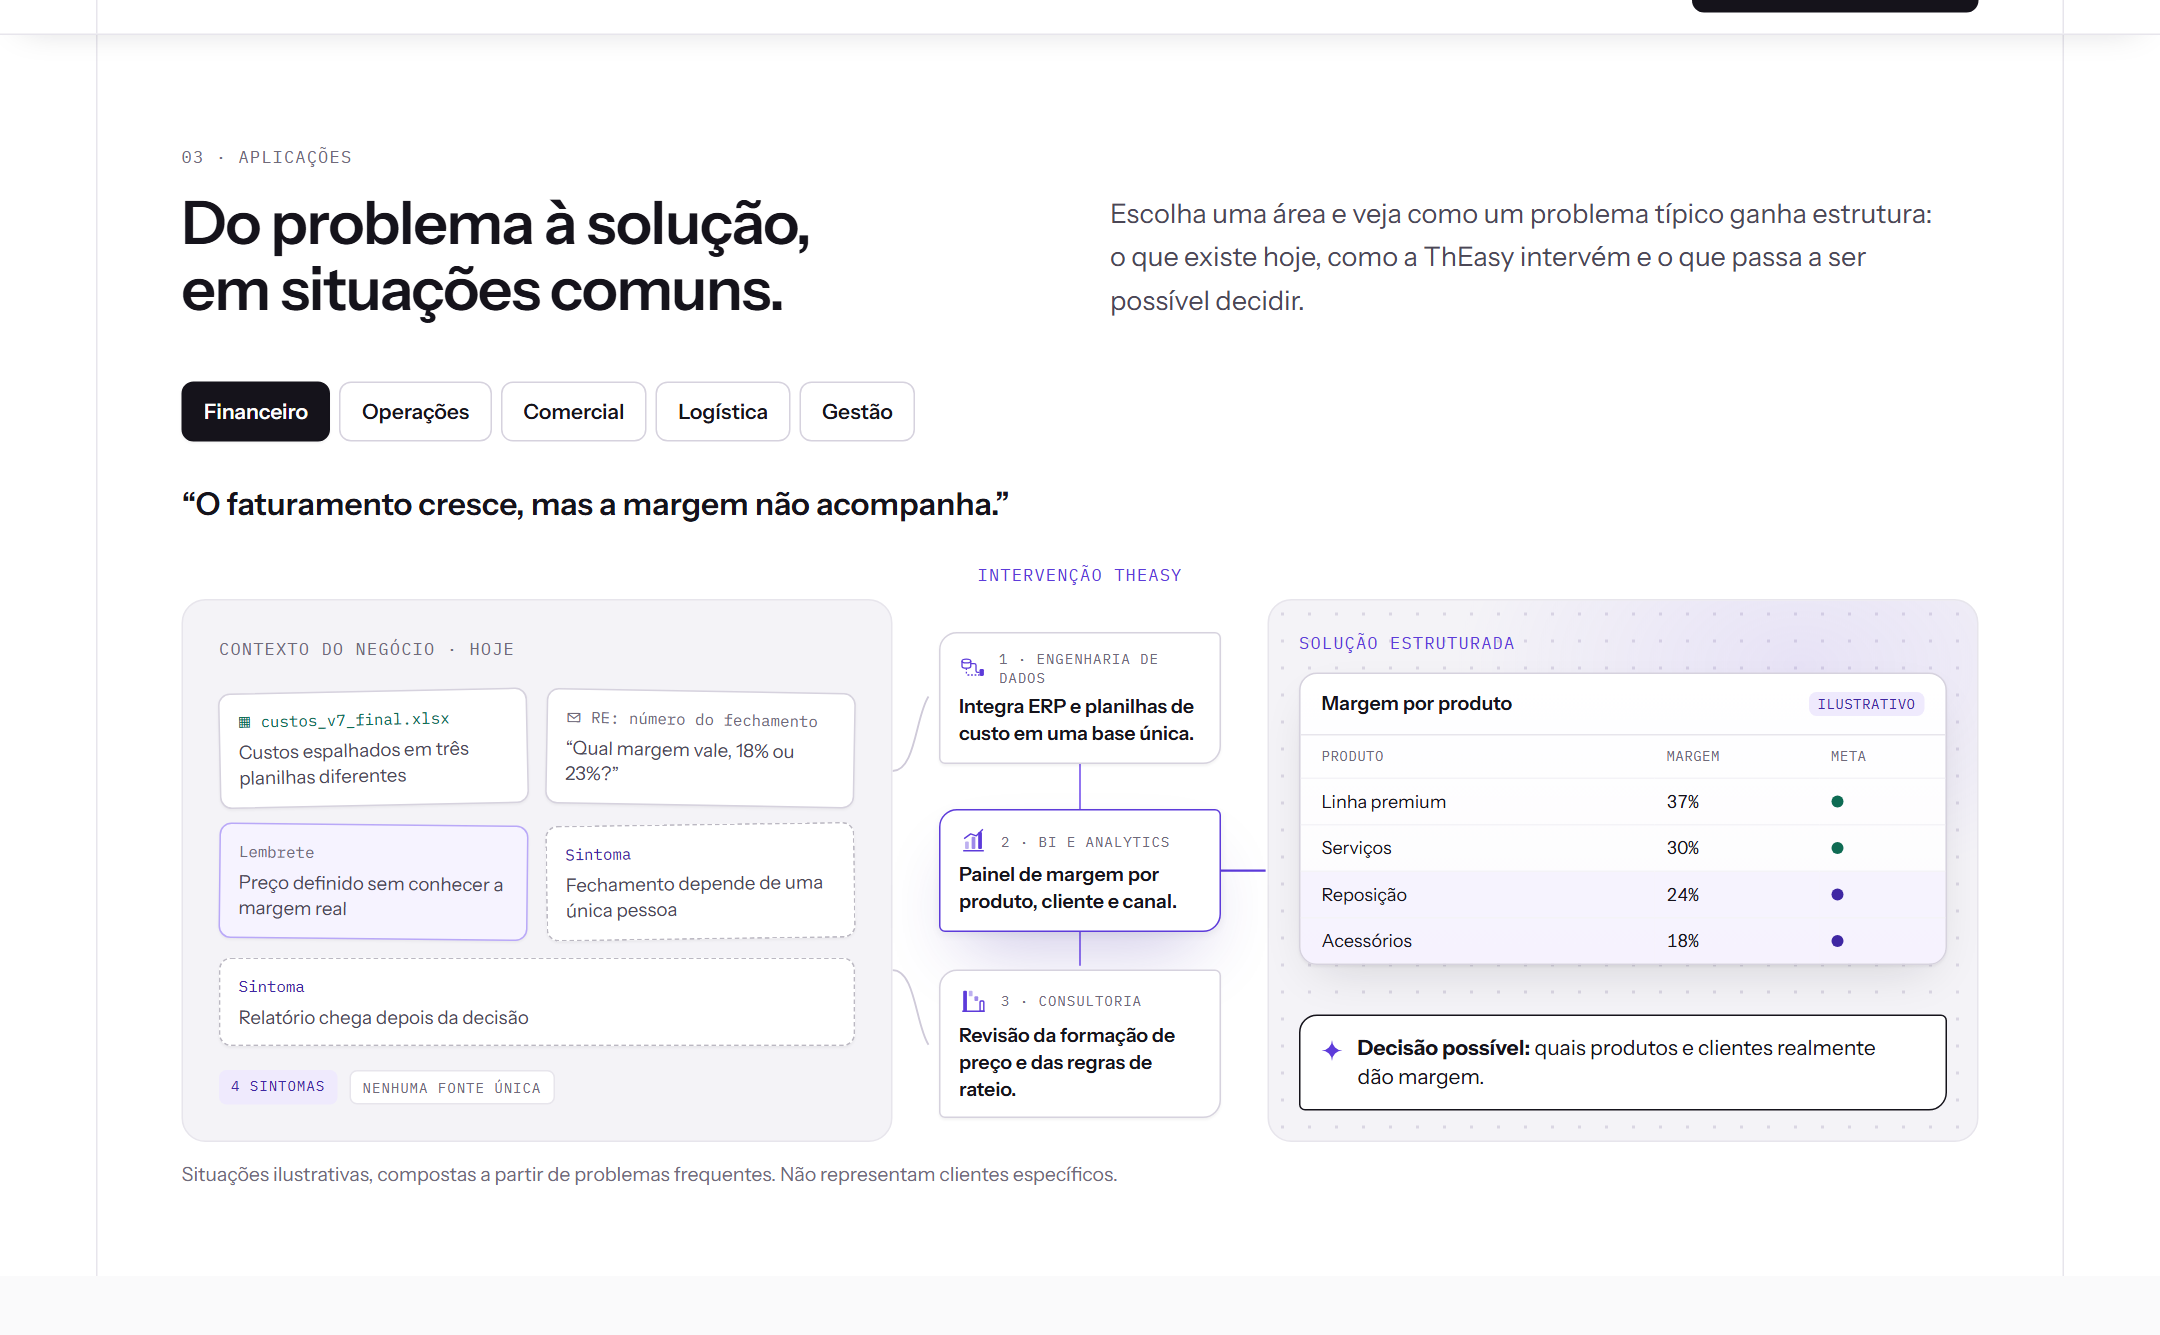 03 · APLICAÇÕES
Do problema à solução,
em situações comuns.
Escolha uma área e veja como um problema típico ganha estrutura:
o que existe hoje, como a ThEasy intervém e o que passa a ser
possível decidir.
Financeiro
Operações
Comercial
Logística
Gestão
“O faturamento cresce, mas a margem não acompanha.”
CONTEXTO DO NEGÓCIO · HOJE
custos_v7_final.xlsx
Custos espalhados em três
planilhas diferentes
RE: número do fechamento
“Qual margem vale, 18% ou
23%?”
Lembrete
Preço definido sem conhecer a
margem real
Sintoma
Fechamento depende de uma
única pessoa
Sintoma
Relatório chega depois da decisão
4 SINTOMAS
NENHUMA FONTE ÚNICA
INTERVENÇÃO THEASY
1 · ENGENHARIA DE
DADOS
Integra ERP e planilhas de
custo em uma base única.
2 · BI E ANALYTICS
Painel de margem por
produto, cliente e canal.
3 · CONSULTORIA
Revisão da formação de
preço e das regras de
rateio.
SOLUÇÃO ESTRUTURADA
Margem por produto
ILUSTRATIVO
PRODUTO MARGEM META
Linha premium 37%
Serviços 30%
Reposição 24%
Acessórios 18%
Decisão possível: quais produtos e clientes realmente
dão margem.
Situações ilustrativas, compostas a partir de problemas frequentes. Não representam clientes específicos.